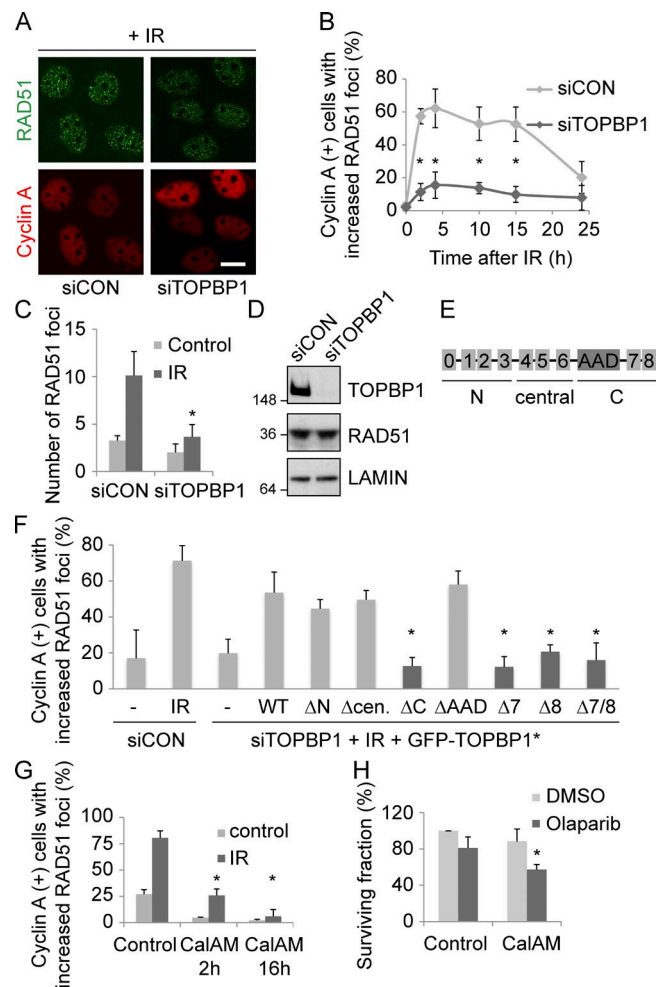 A
+ IR
RAD51
Cyclin A
siCON siTOPBP1
B
Cyclin A (+) cells with
increased RAD51 foci (%)
80
60
40
20
0
siCON
siTOPBP1
* * * *
0 5 10 15 20 25
Time after IR (h)
C
Number of RAD51 foci
15
10
5
0
Control
IR
*
siCON siTOPBP1
D
siCON
siTOPBP1
148
TOPBP1
36
RAD51
64
LAMIN
E
0 1 2 3 4 5 6 AAD 7 8
N central C
F
Cyclin A (+) cells with
increased RAD51 foci (%)
80
60
40
20
0
* * * *
- IR - WT ΔN Δcen. ΔC ΔAAD Δ7 Δ8 Δ7/8
siCON siTOPBP1 + IR + GFP-TOPBP1*
G
Cyclin A (+) cells with
increased RAD51 foci (%)
100
75
50
25
0
control
IR
* *
Control CalAM CalAM
2h 16h
H
Surviving fraction (%)
120
80
40
0
DMSO
Olaparib
*
Control CalAM